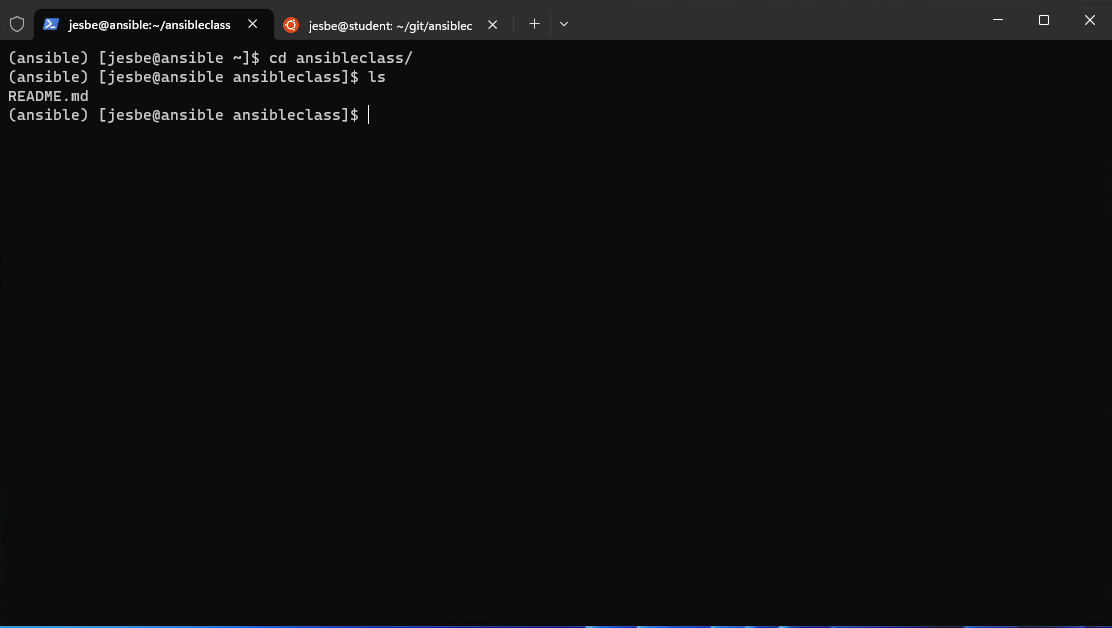 jesbe@ansible:~/ansibleclass
jesbe@student: ~/git/ansiblec
(ansible) [jesbe@ansible ~]$ cd ansibleclass/
(ansible) [jesbe@ansible ansibleclass]$ ls
README.md
(ansible) [jesbe@ansible ansibleclass]$